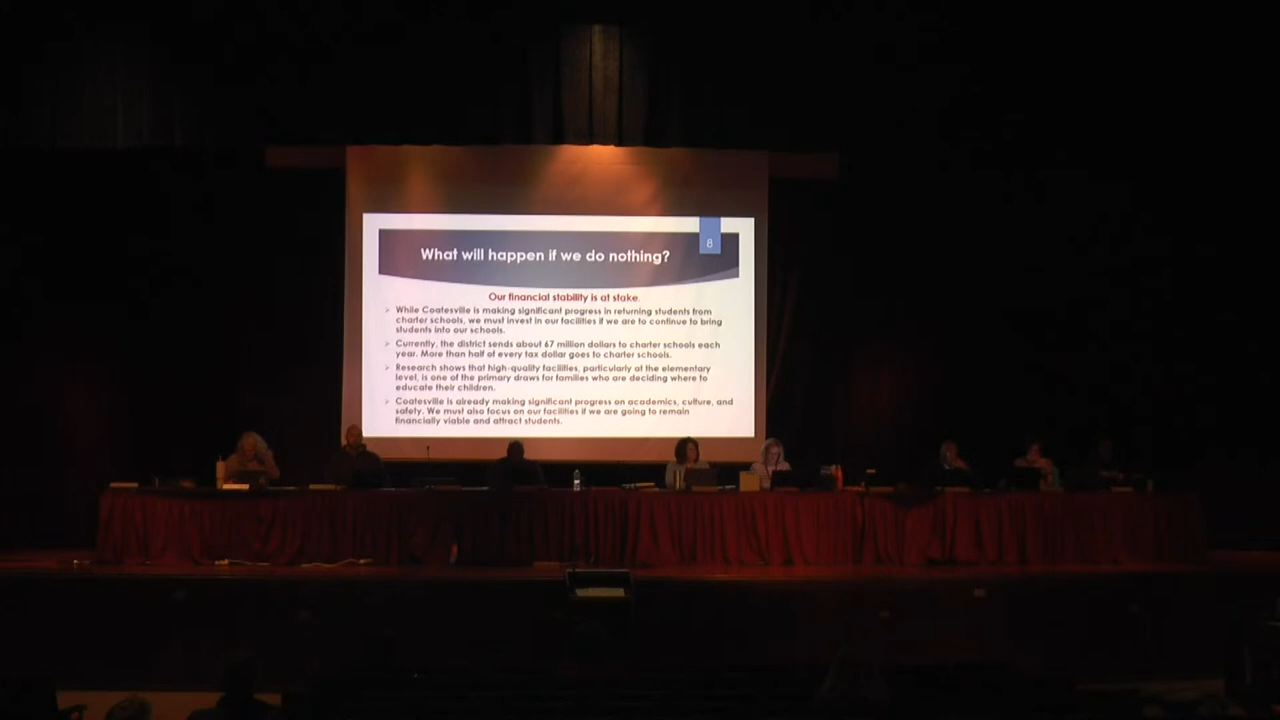 8
What will happen if we do nothing?
Our financial stability is at stake.
While Coatesville is making significant progress in returning students from
charter schools, we must invest in our facilities if we are to continue to bring
students into our schools.
Currently, the district sends about 67 million dollars to charter schools each
year. More than half of every tax dollar goes to charter schools.
Research shows that high-quality facilities, particularly at the elementary
level, is one of the primary draws for families who are deciding where to
educate their children.
Coatesville is already making significant progress on academics, culture, and
safety. We must also focus on our facilities if we are going to remain
financially viable and attract students.